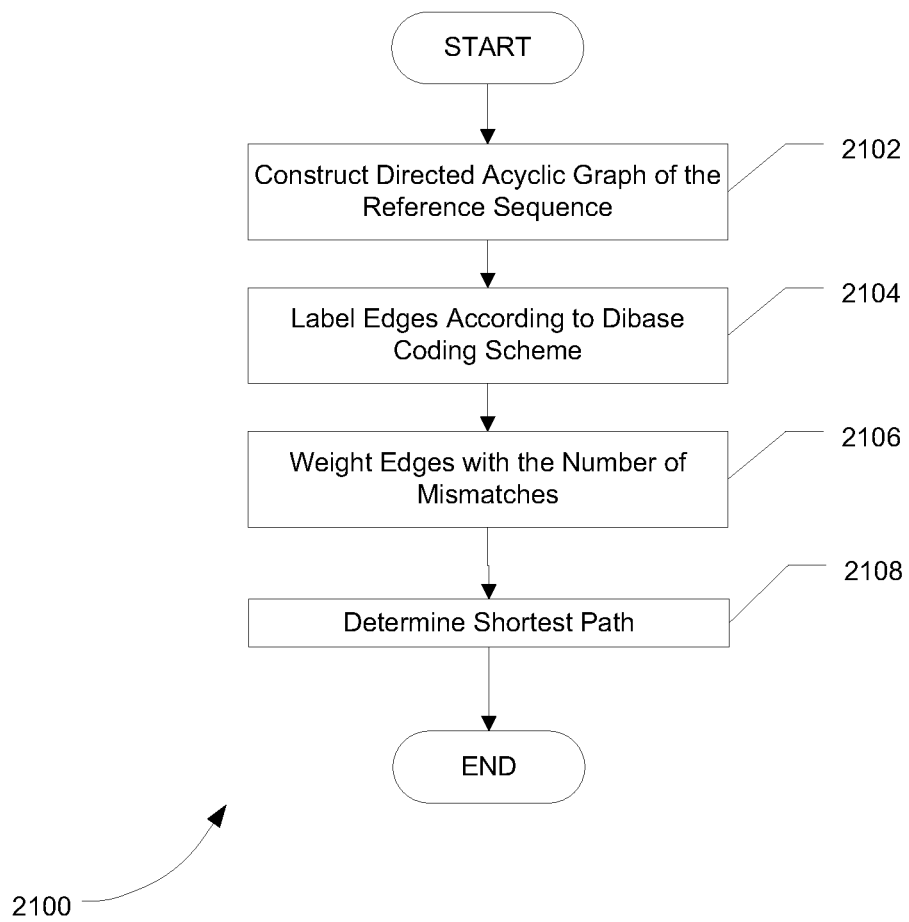 START
Construct Directed Acyclic Graph of the
Reference Sequence
2102
Label Edges According to Dibase
Coding Scheme
2104
Weight Edges with the Number of
Mismatches
2106
Determine Shortest Path
2108
END
2100